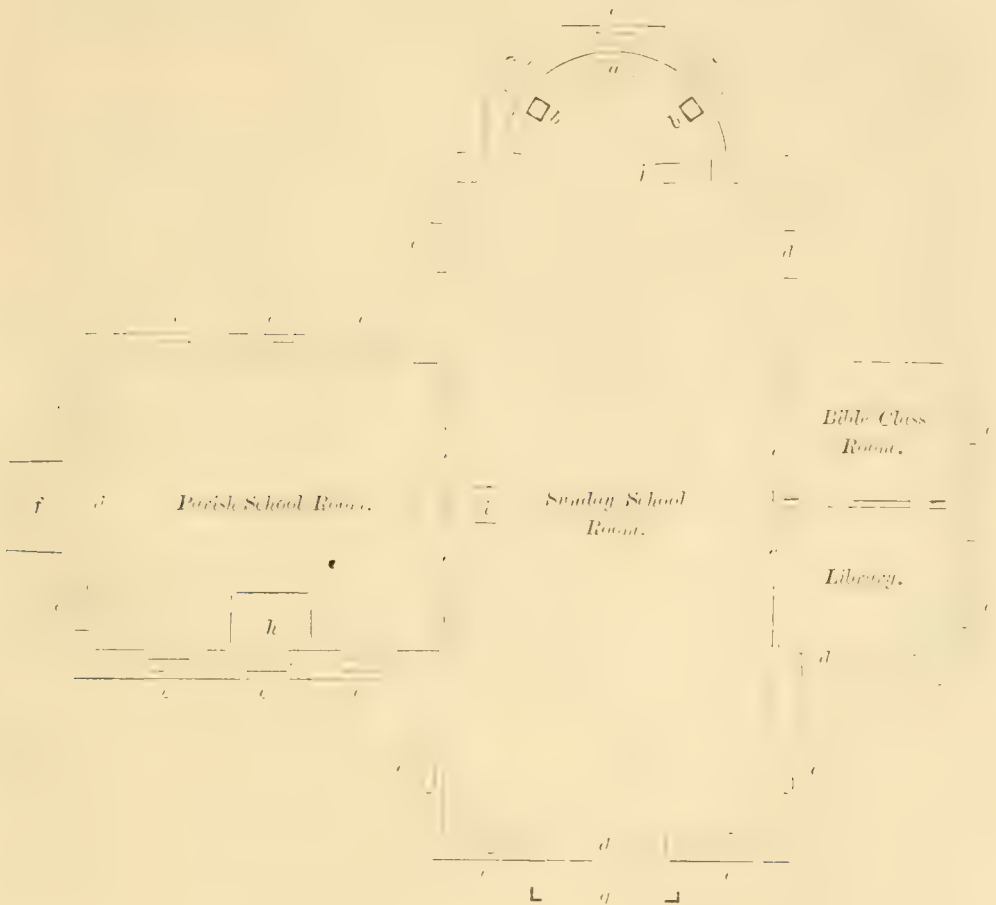 a
b
b
j
d
Bible Class
Room.
f
d
Parish School Room.
i
Sunday School
Room.
Library.
h
d
d
g